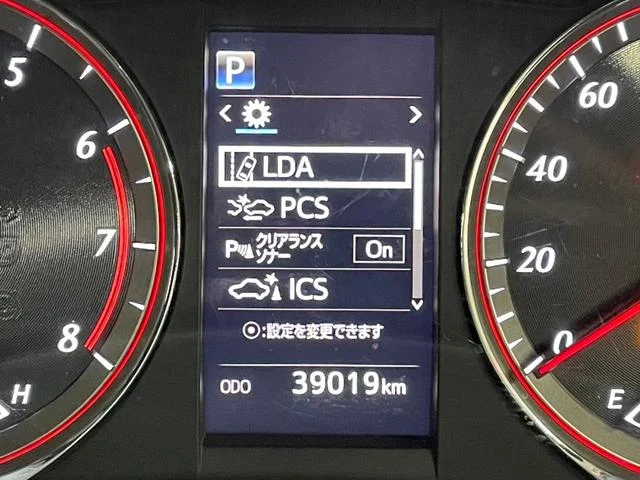 5
6
7
8
H
P
LDA
PCS
P クリアランス
ソナー On
ICS
⦿:設定を変更できます
ODO 39019km
60
40
20
0
E